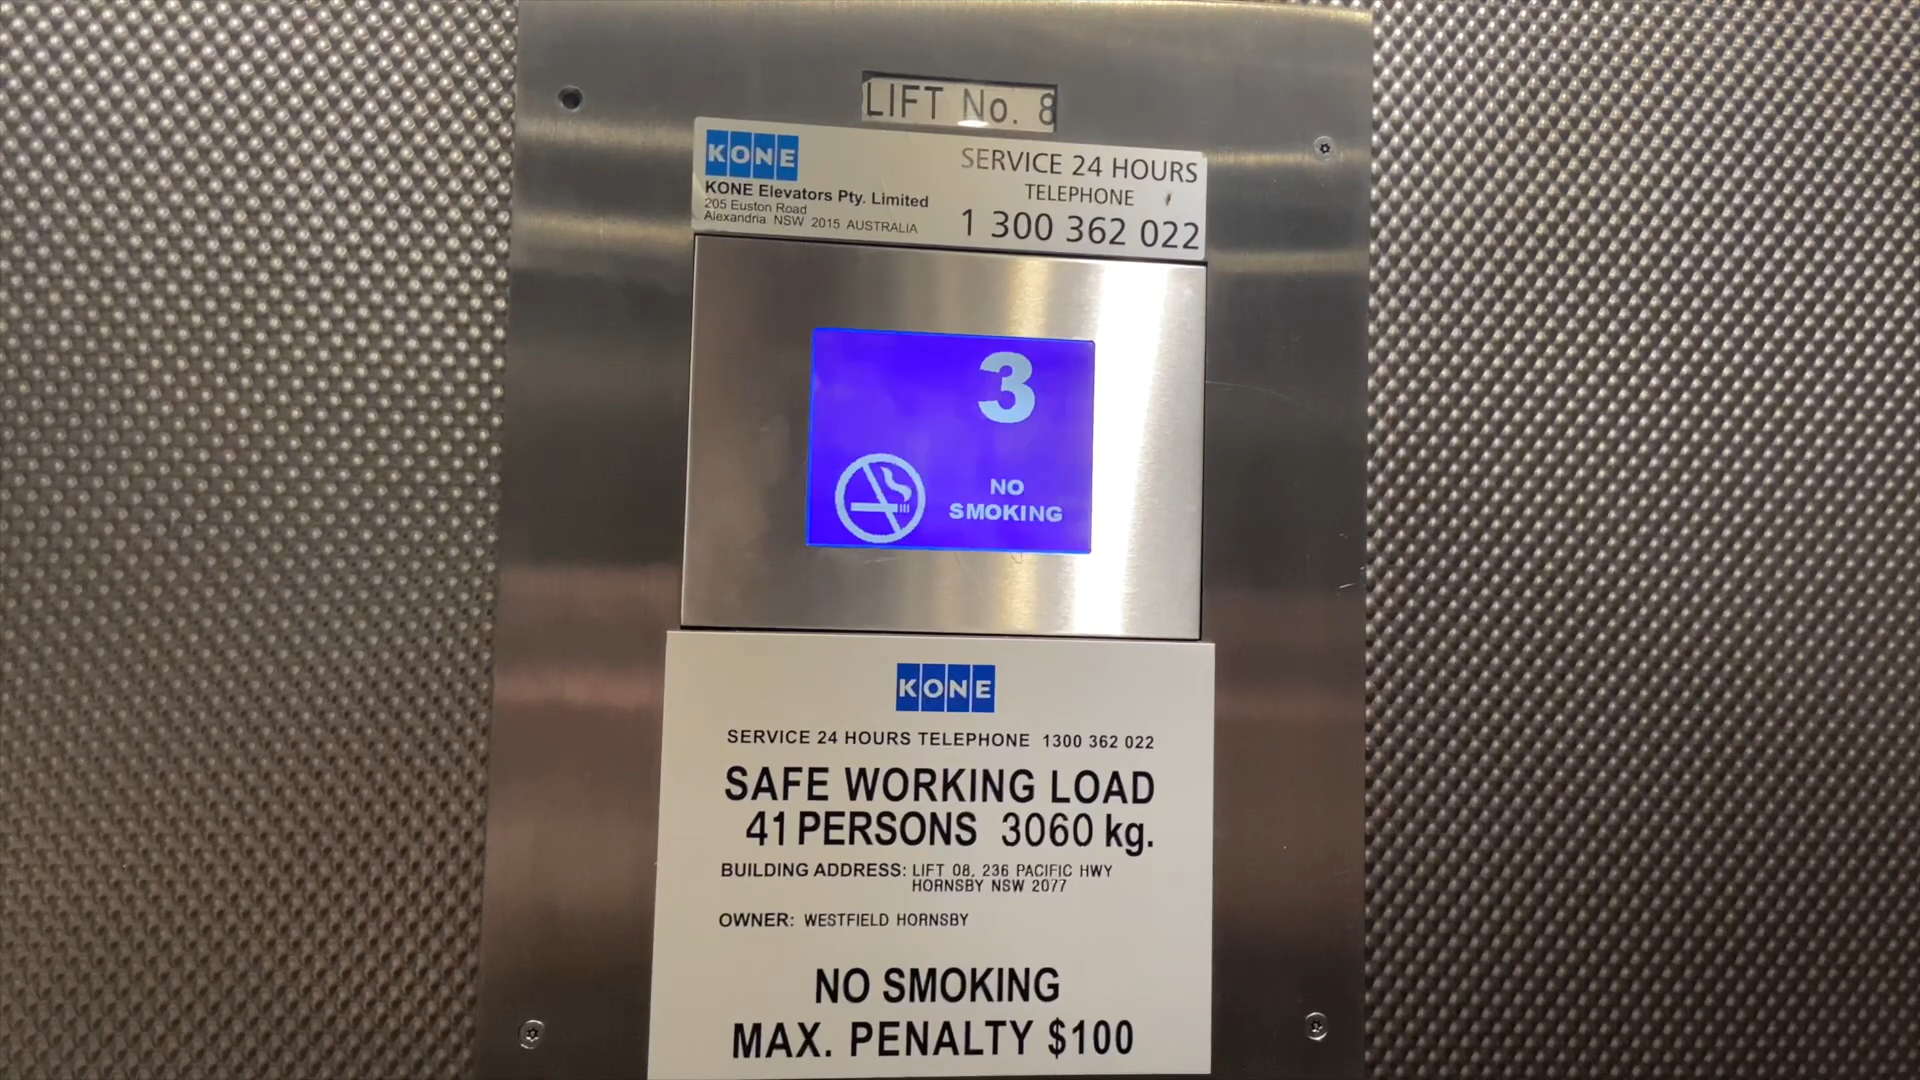 LIFT No. 8
KONE
KONE Elevators Pty. Limited
205 Euston Road
Alexandria NSW 2015 AUSTRALIA
SERVICE 24 HOURS
TELEPHONE
1 300 362 022
3
NO
SMOKING
KONE
SERVICE 24 HOURS TELEPHONE 1300 362 022
SAFE WORKING LOAD
41 PERSONS 3060 kg.
BUILDING ADDRESS: LIFT 08, 236 PACIFIC HWY
HORNSBY NSW 2077
OWNER: WESTFIELD HORNSBY
NO SMOKING
MAX. PENALTY $100